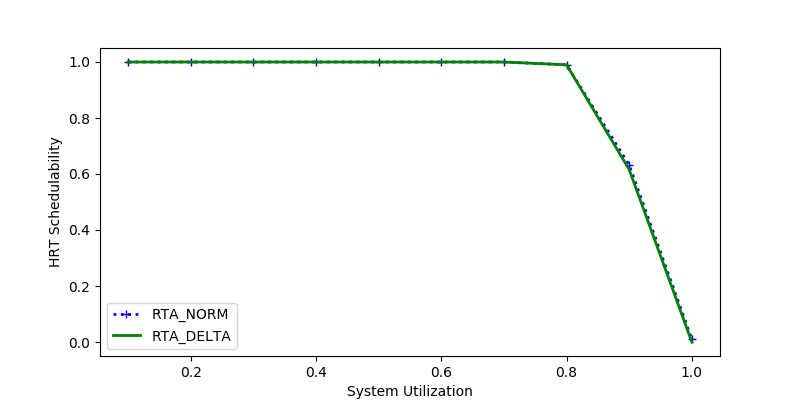 1.0
0.8
0.6
0.4
0.2
0.0
HRT Schedulability
RTA_NORM
RTA_DELTA
0.2 0.4 0.6 0.8 1.0
System Utilization